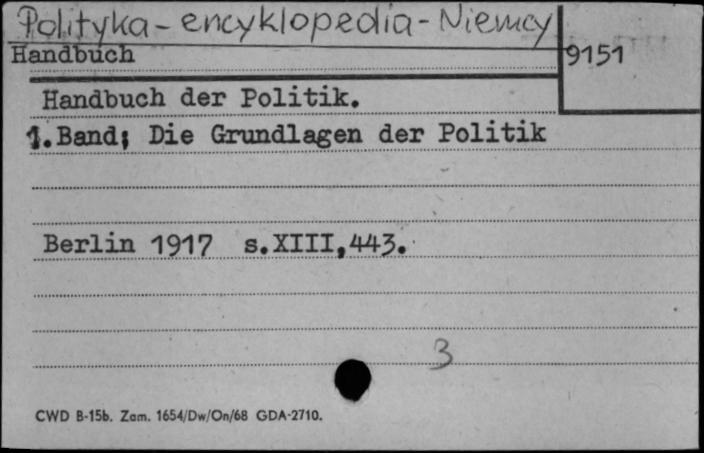 Polityka - encyklopedia - Niemcy
Handbuch
9151
Handbuch der Politik.
1.Band; Die Grundlagen der Politik
Berlin 1917 s.XIII,443.
3
CWD B-15b. Zam. 1654/Dw/On/68 GDA-2710.